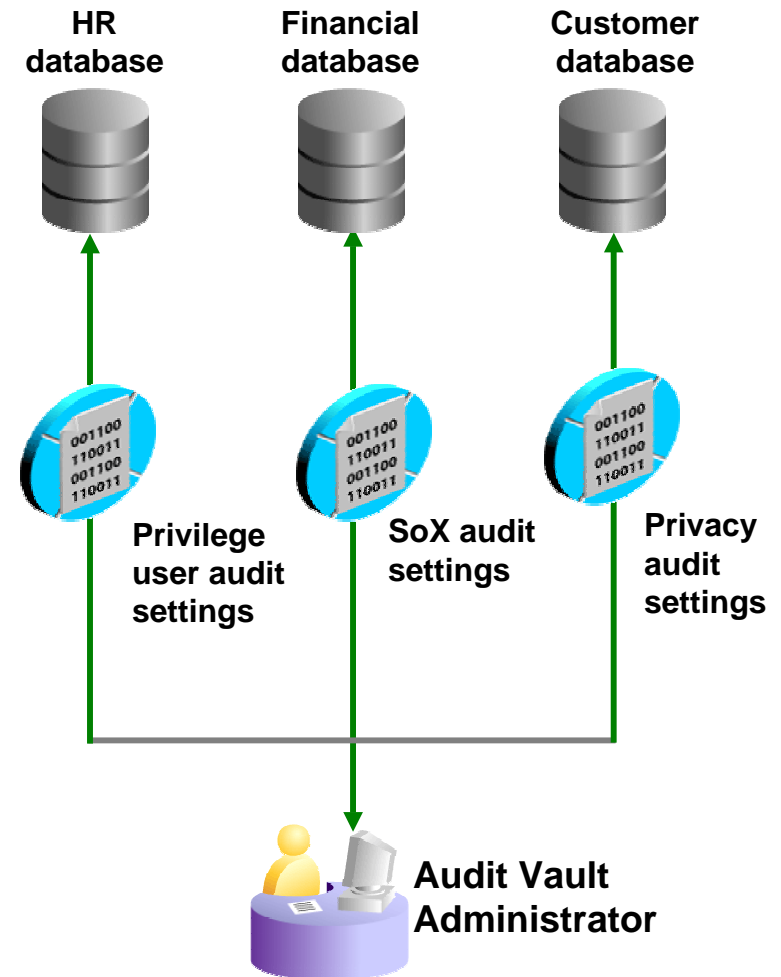 HR
database
Financial
database
Customer
database
001100
110011
001100
110011
001100
110011
001100
110011
001100
110011
001100
110011
Privilege
user audit
settings
SoX audit
settings
Privacy
audit
settings
Audit Vault
Administrator